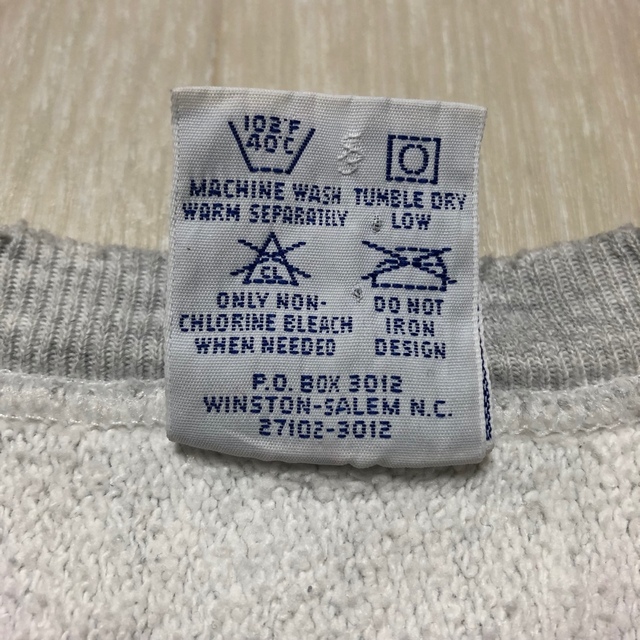 102°F
40°C
MACHINE WASH
WARM SEPARATELY
TUMBLE DRY
LOW
CL
ONLY NON-
CHLORINE BLEACH
WHEN NEEDED
DO NOT
IRON
DESIGN
P.O. BOX 3012
WINSTON-SALEM N.C.
27102-3012